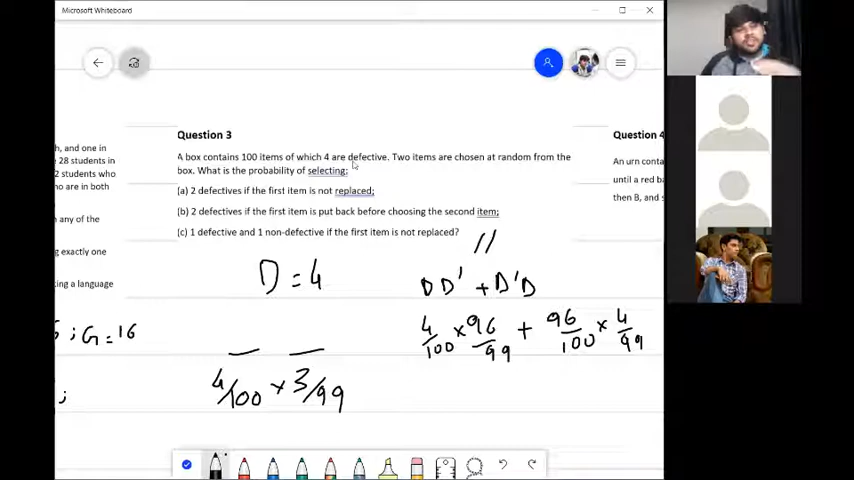 Microsoft Whiteboard
Question 3
A box contains 100 items of which 4 are defective. Two items are chosen at random from the
box. What is the probability of selecting:
(a) 2 defectives if the first item is not replaced;
(b) 2 defectives if the first item is put back before choosing the second item;
(c) 1 defective and 1 non-defective if the first item is not replaced?
h, and one in
28 students in
2 students who
ho are in both
any of the
g exactly one
king a language
; G = 16
;
D = 4
4/100 × 3/99
//
DD' + D'D
4/100 × 96/99 + 96/100 × 4/99
Question 4
An urn conta
until a red b
then B, and s